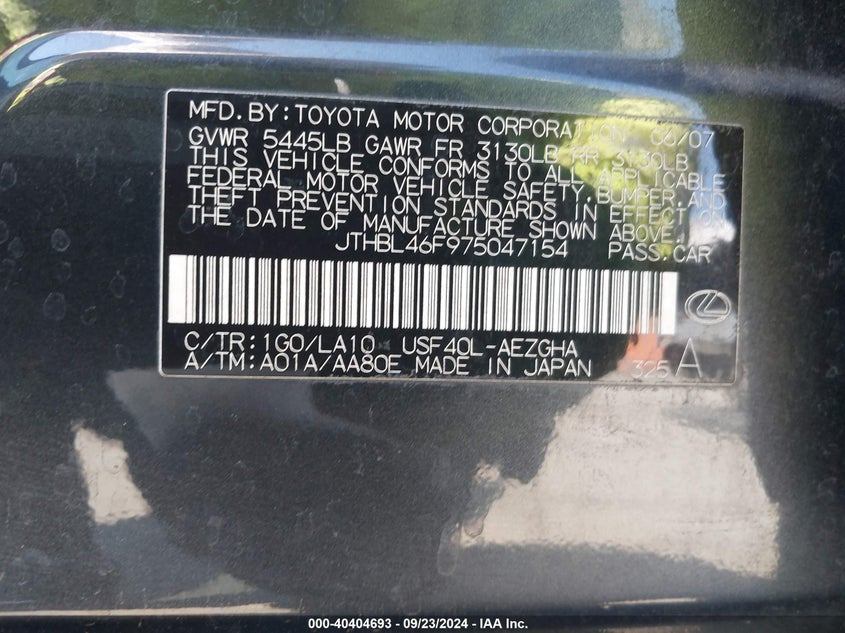 MFD.BY:TOYOTA MOTOR CORPORATION 06/07
GVWR 5445LB GAWR FR 3130LB RR 3130LB
THIS VEHICLE CONFORMS TO ALL APPLICABLE
FEDERAL MOTOR VEHICLE SAFETY,BUMPER,AND
THEFT PREVENTION STANDARDS IN EFFECT ON
THE DATE OF MANUFACTURE SHOWN ABOVE.
JTHBL46F975047154 PASS.CAR
C/TR:1G0/LA10 USF40L-AEZGHA
A/TM:A01A/AA80E MADE IN JAPAN 325 A
000-40404693 - 09/23/2024 - IAA Inc.